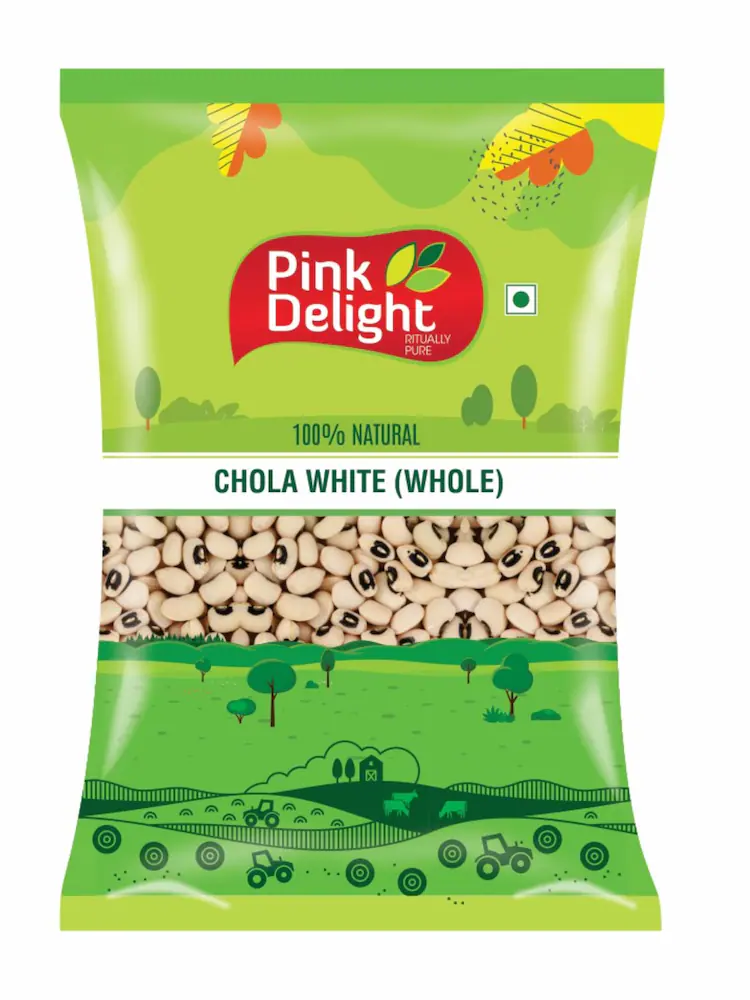 Pink
Delight
RITUALLY
PURE
100% NATURAL
CHOLA WHITE (WHOLE)